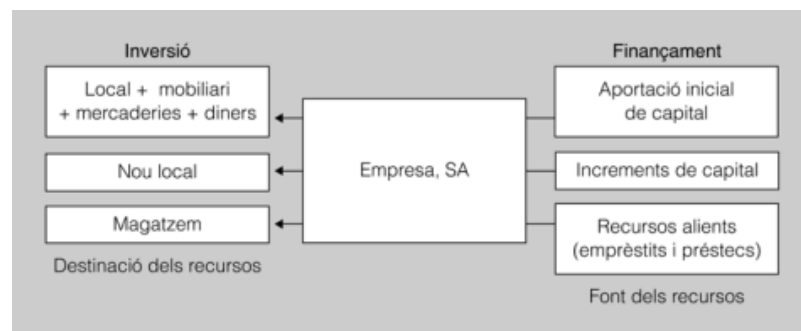 Inversió
Local + mobiliari
+ mercaderies + diners
Nou local
Magatzem
Destinació dels recursos
Empresa, SA
Finançament
Aportació inicial
de capital
Increments de capital
Recursos alients
(emprèstits i préstecs)
Font dels recursos